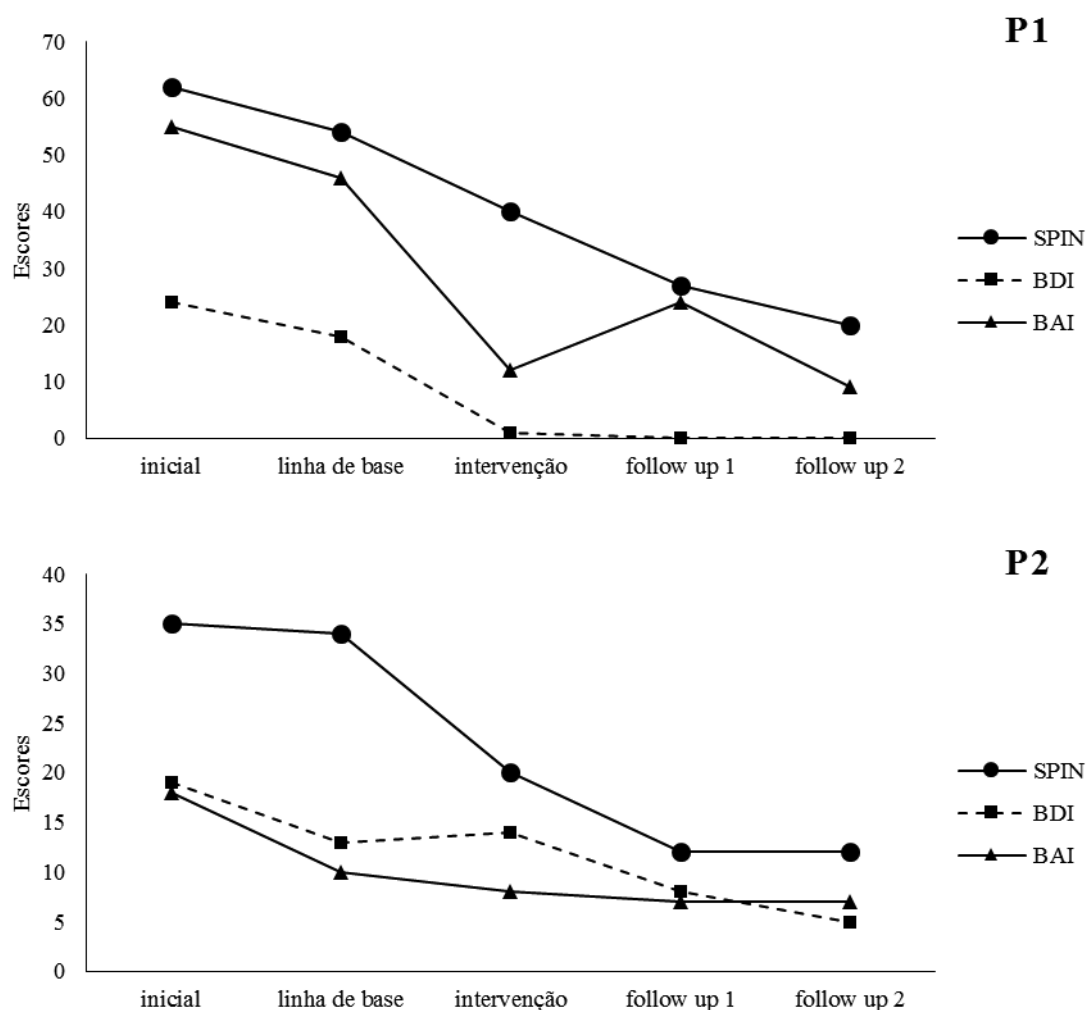 P1
70
60
50
40
30
20
10
0
Escores
inicial
linha de base
intervenção
follow up 1
follow up 2
SPIN
BDI
BAI
P2
40
35
30
25
20
15
10
5
0
Escores
inicial
linha de base
intervenção
follow up 1
follow up 2
SPIN
BDI
BAI